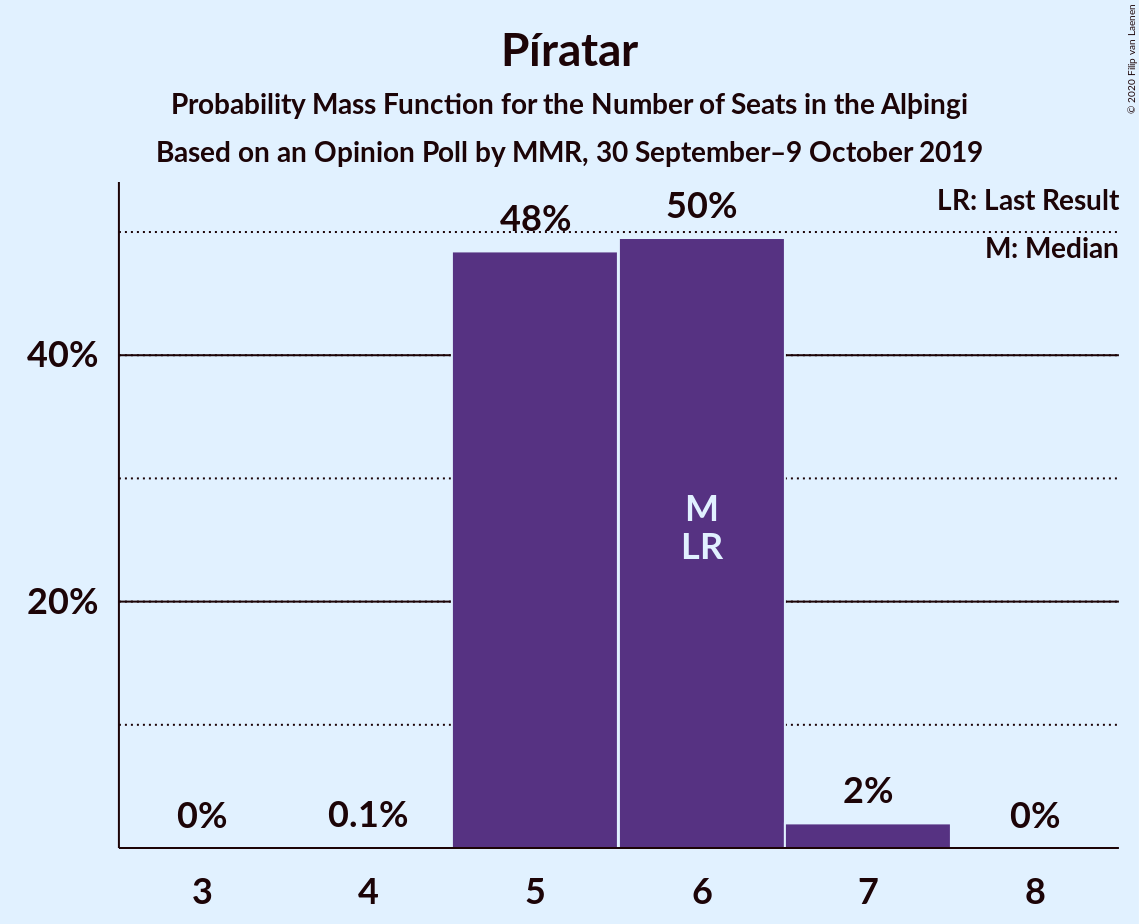 Píratar
Probability Mass Function for the Number of Seats in the Alþingi
Based on an Opinion Poll by MMR, 30 September–9 October 2019
© 2020 Filip van Laenen
LR: Last Result
M: Median
48%
50%
40%
20%
M
LR
0%
0.1%
2%
0%
3
4
5
6
7
8